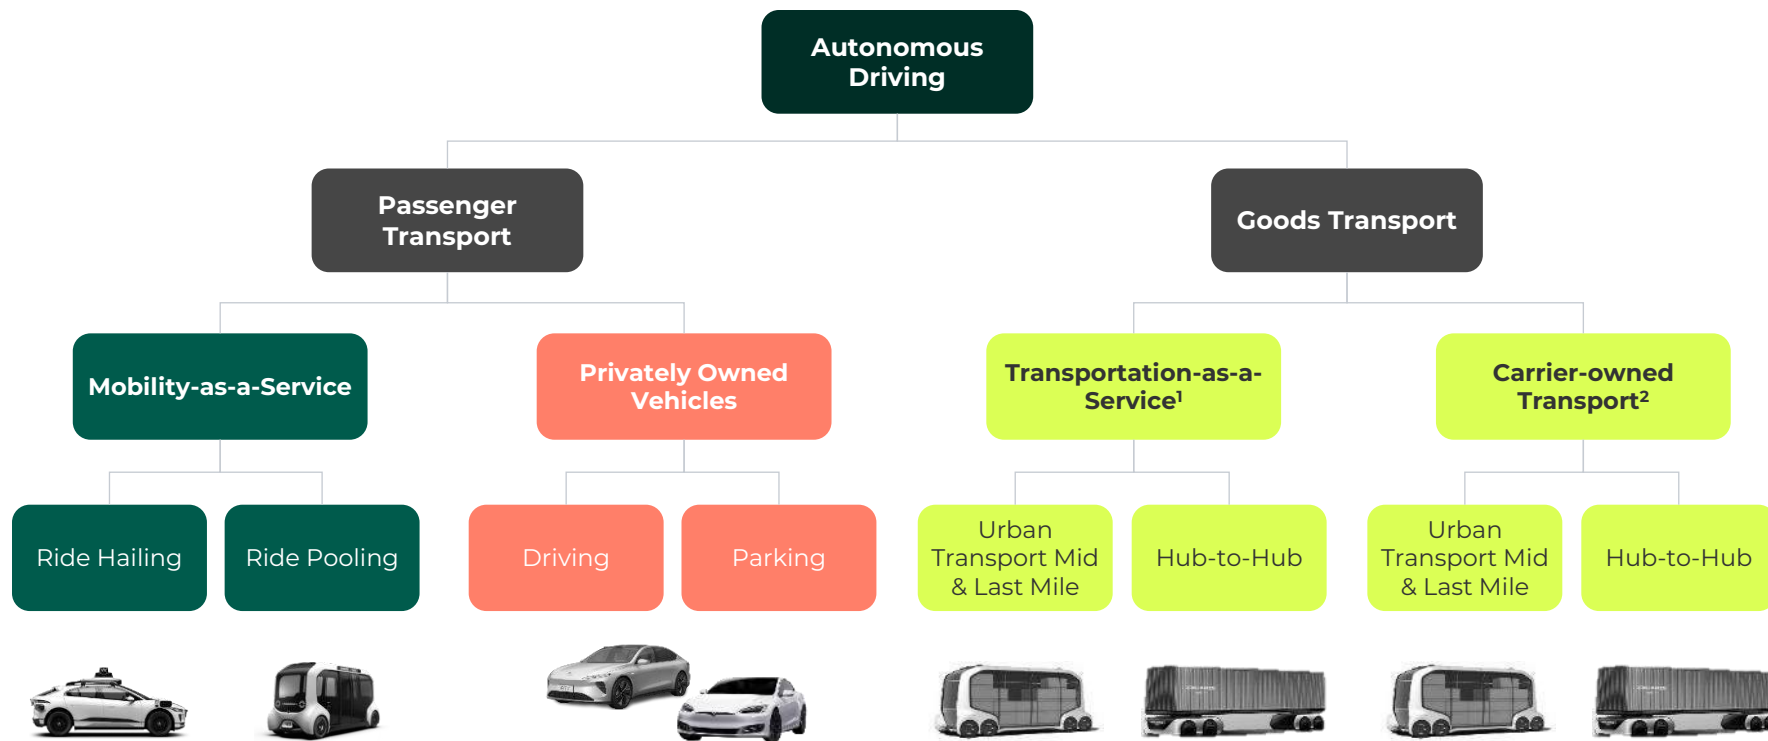 Autonomous
Driving
Passenger
Transport
Goods Transport
Mobility-as-a-Service
Privately Owned
Vehicles
Transportation-as-a-
Service¹
Carrier-owned
Transport²
Ride Hailing
Ride Pooling
Driving
Parking
Urban
Transport Mid
& Last Mile
Hub-to-Hub
Urban
Transport Mid
& Last Mile
Hub-to-Hub